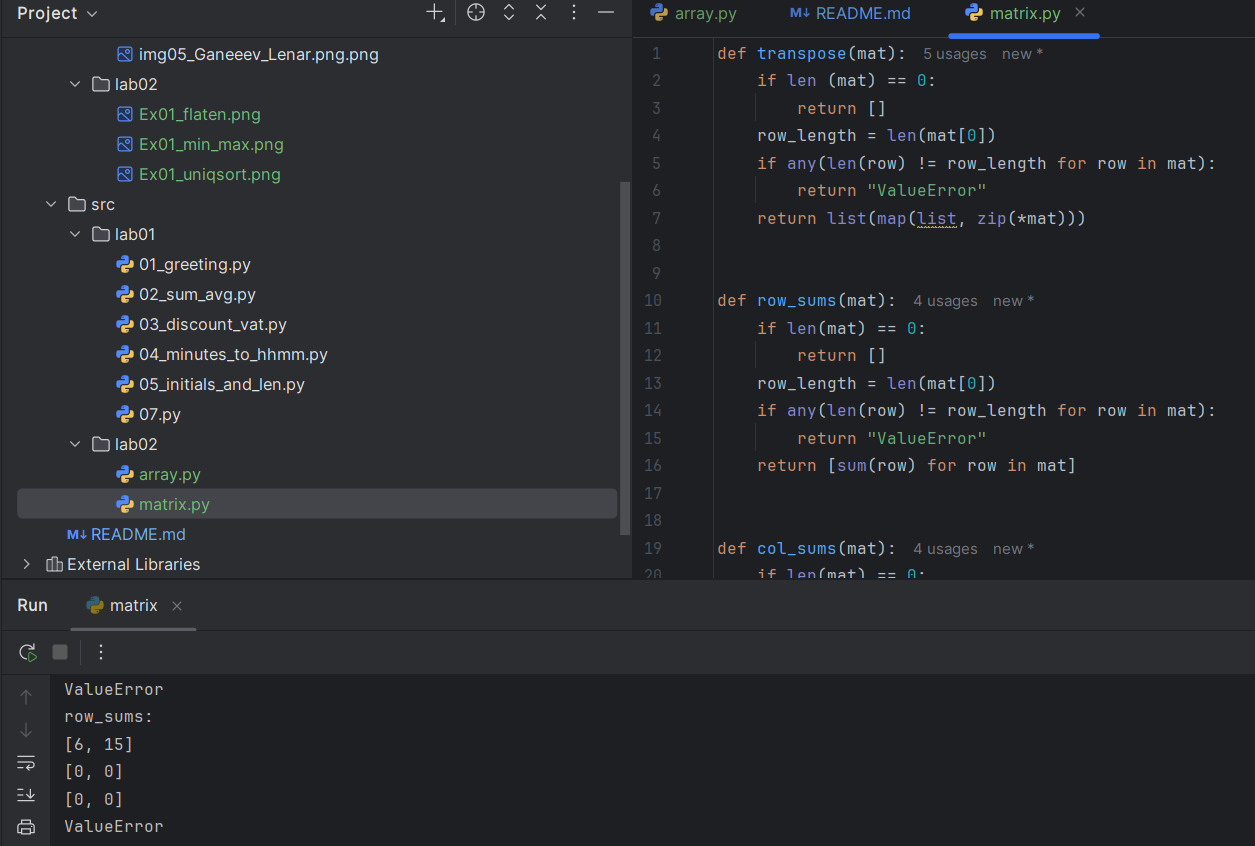 Project
img05_Ganeeev_Lenar.png.png
lab02
Ex01_flaten.png
Ex01_min_max.png
Ex01_uniqsort.png
src
lab01
01_greeting.py
02_sum_avg.py
03_discount_vat.py
04_minutes_to_hhmm.py
05_initials_and_len.py
07.py
lab02
array.py
matrix.py
M↓ README.md
External Libraries
array.py M↓ README.md matrix.py
1 def transpose(mat): 5 usages new *
2     if len (mat) == 0:
3         return []
4     row_length = len(mat[0])
5     if any(len(row) != row_length for row in mat):
6         return "ValueError"
7     return list(map(list, zip(*mat)))
8
9
10 def row_sums(mat): 4 usages new *
11     if len(mat) == 0:
12         return []
13     row_length = len(mat[0])
14     if any(len(row) != row_length for row in mat):
15         return "ValueError"
16     return [sum(row) for row in mat]
17
18
19 def col_sums(mat): 4 usages new *
20     if len(mat) == 0:
Run matrix
ValueError
row_sums:
[6, 15]
[0, 0]
[0, 0]
ValueError